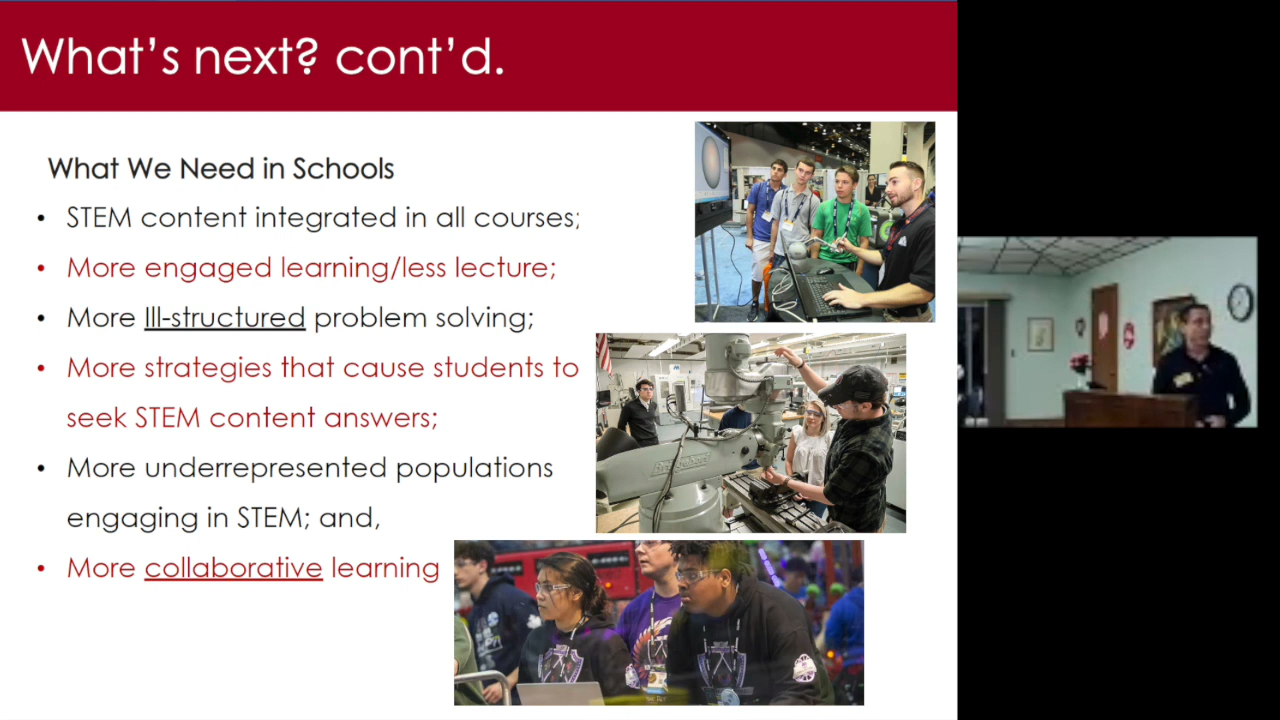 What's next? cont'd.
What We Need in Schools
• STEM content integrated in all courses;
• More engaged learning/less lecture;
• More Ill-structured problem solving;
• More strategies that cause students to
seek STEM content answers;
• More underrepresented populations
engaging in STEM; and,
• More collaborative learning